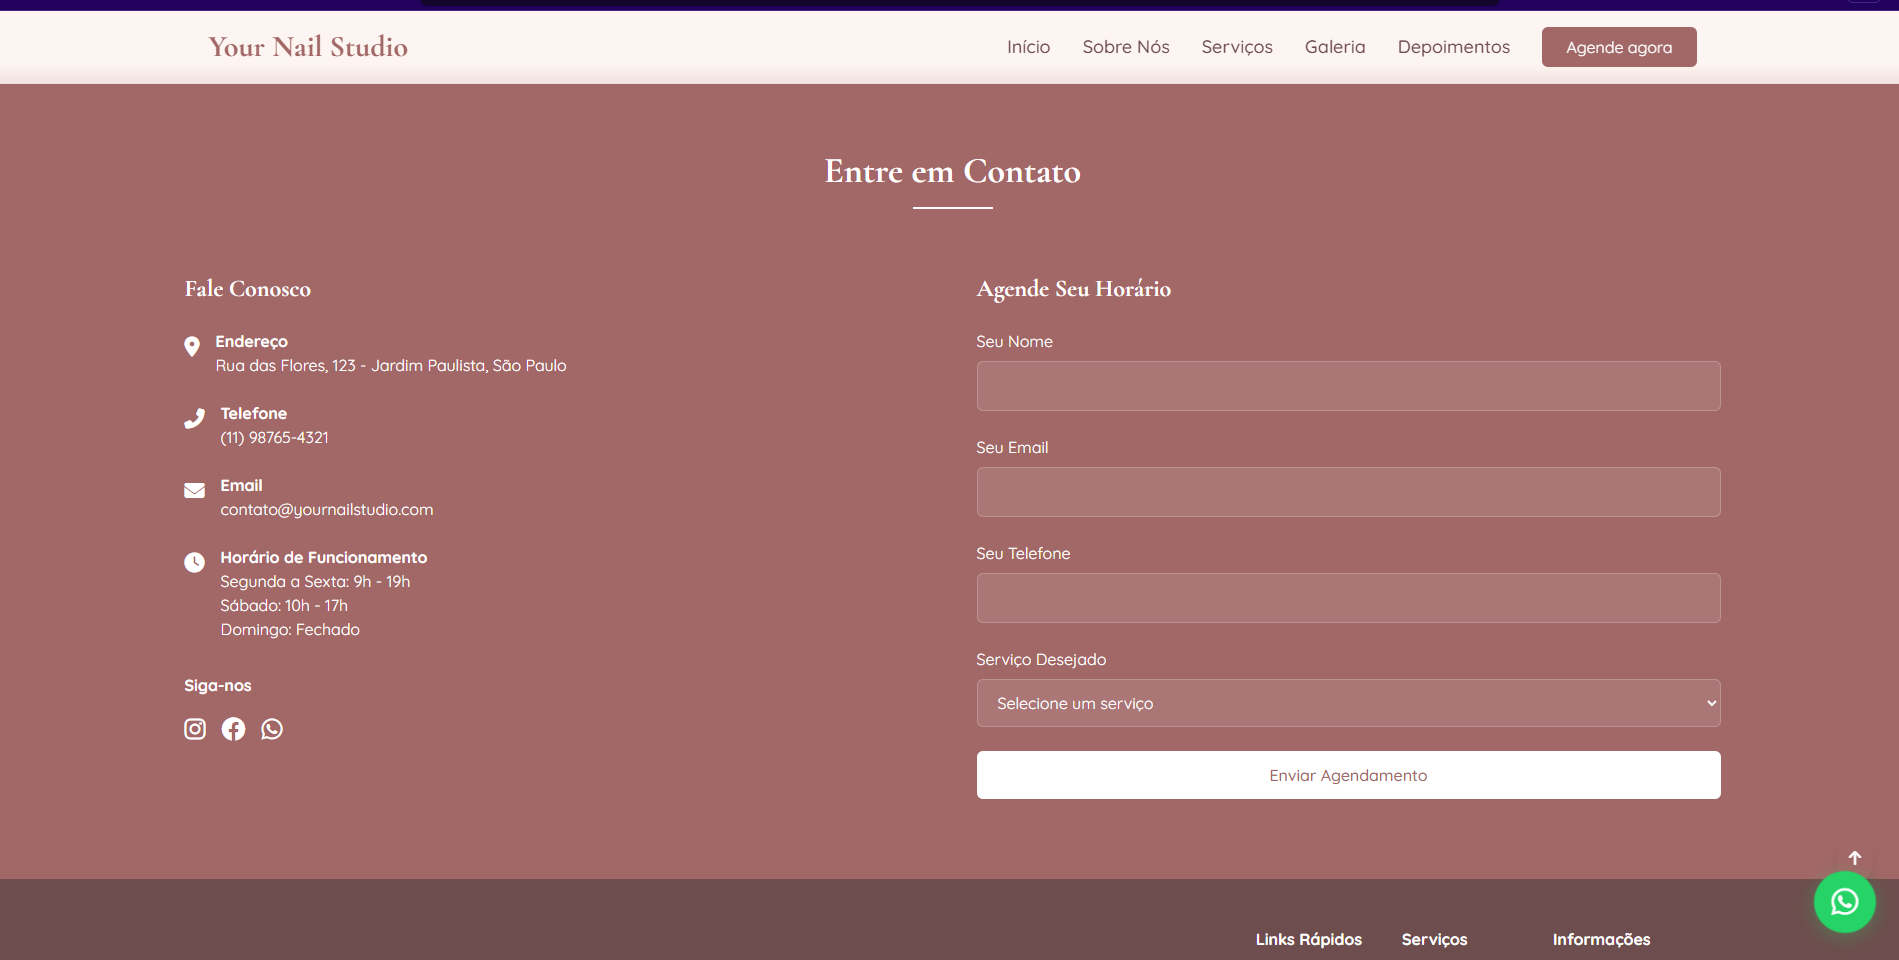 Your Nail Studio
Início
Sobre Nós
Serviços
Galeria
Depoimentos
Agende agora
Entre em Contato
Fale Conosco
Endereço
Rua das Flores, 123 - Jardim Paulista, São Paulo
Telefone
(11) 98765-4321
Email
contato@yournailstudio.com
Horário de Funcionamento
Segunda a Sexta: 9h - 19h
Sábado: 10h - 17h
Domingo: Fechado
Siga-nos
Agende Seu Horário
Seu Nome
Seu Email
Seu Telefone
Serviço Desejado
Selecione um serviço
Enviar Agendamento
Links Rápidos
Serviços
Informações